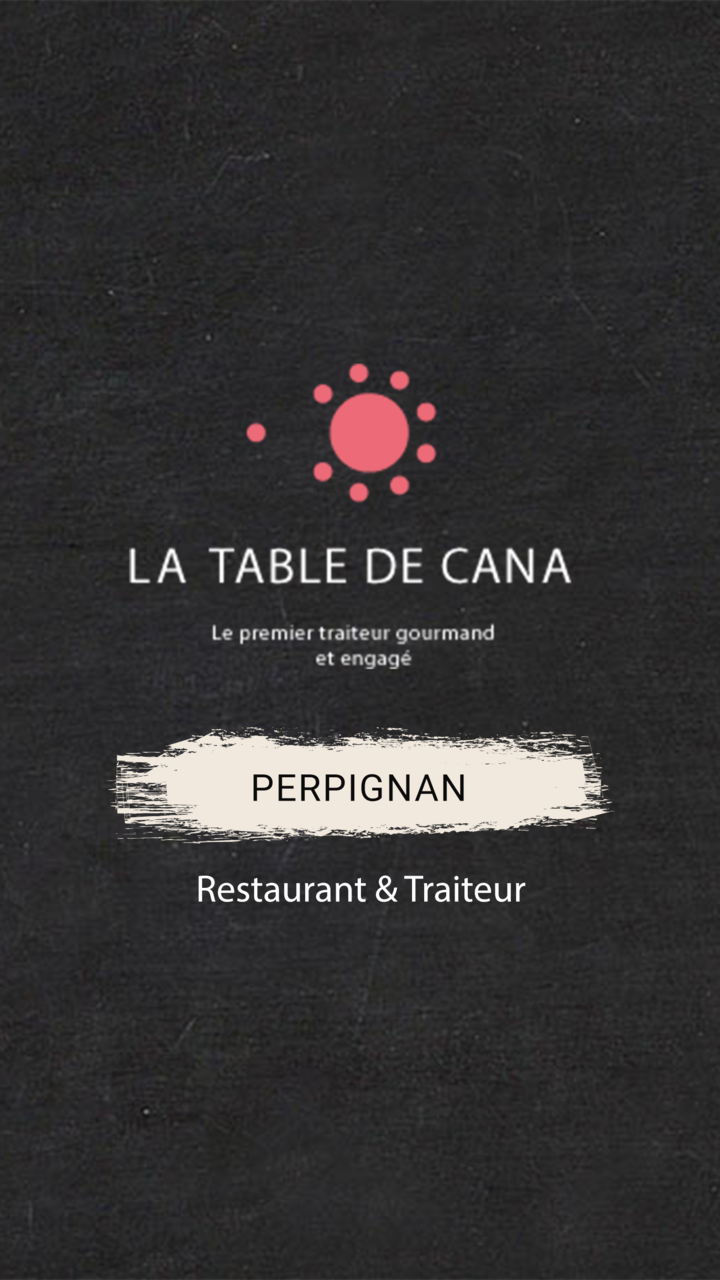 LA TABLE DE CANA
Le premier traiteur gourmand
et engagé
PERPIGNAN
Restaurant & Traiteur